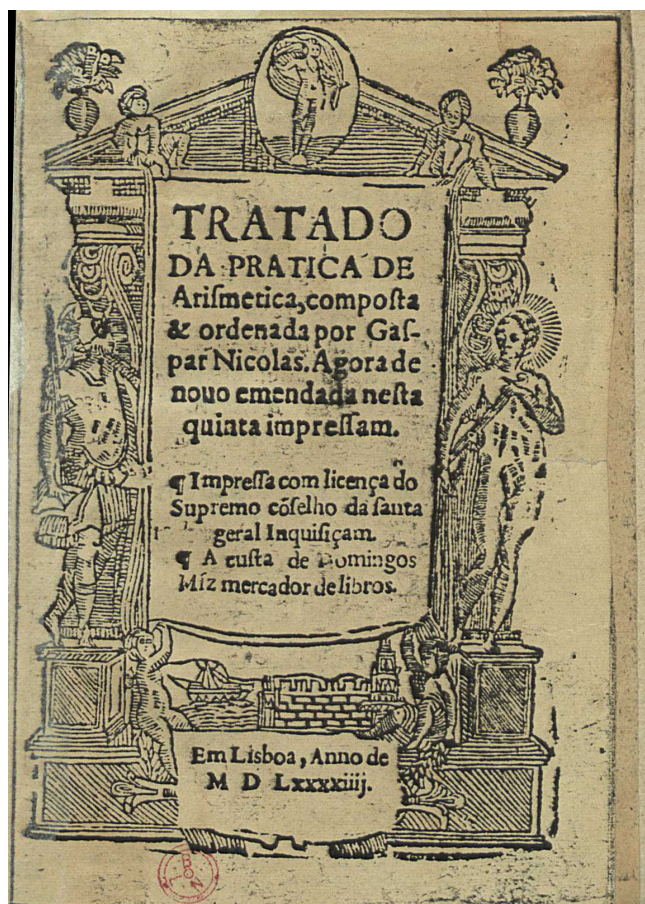 TRATADO
DA PRATICA DE
Ariſmetica, compoſta
& ordenada por Gaſ-
par Nicolas. Agora de
nouo emendada neſta
quinta impreſſam.
¶ Impreſſa com licença do
Supremo cõſelho da ſanta
geral Inquiſiçam.
¶ A cuſta de Domingos
Mĩz mercador de libros.
Em Lisboa, Anno de
M D Lxxxxiiij.